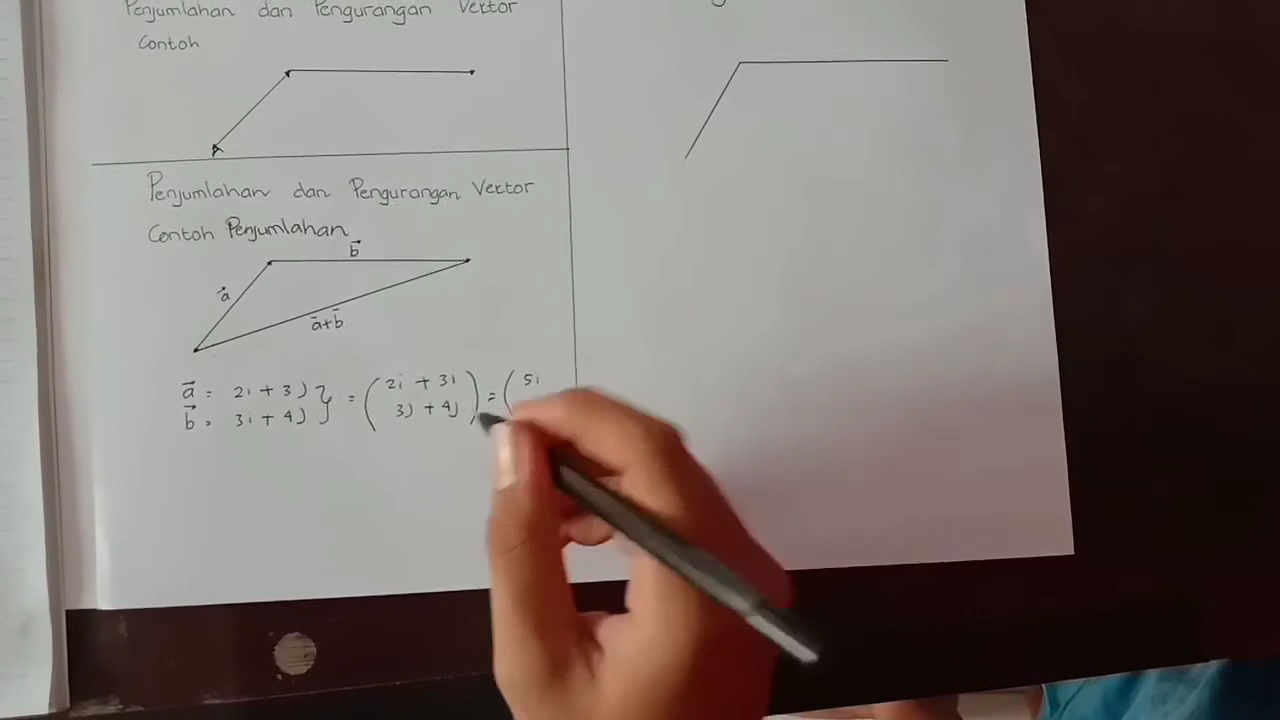 Penjumlahan dan Pengurangan Vector
Contoh
Penjumlahan dan Pengurangan Vector
Contoh Penjumlahan
b
a
a+b
a = 2i + 3j } = ( 2i + 3i ) = ( 5i
b = 3i + 4j } ( 3j + 4j )